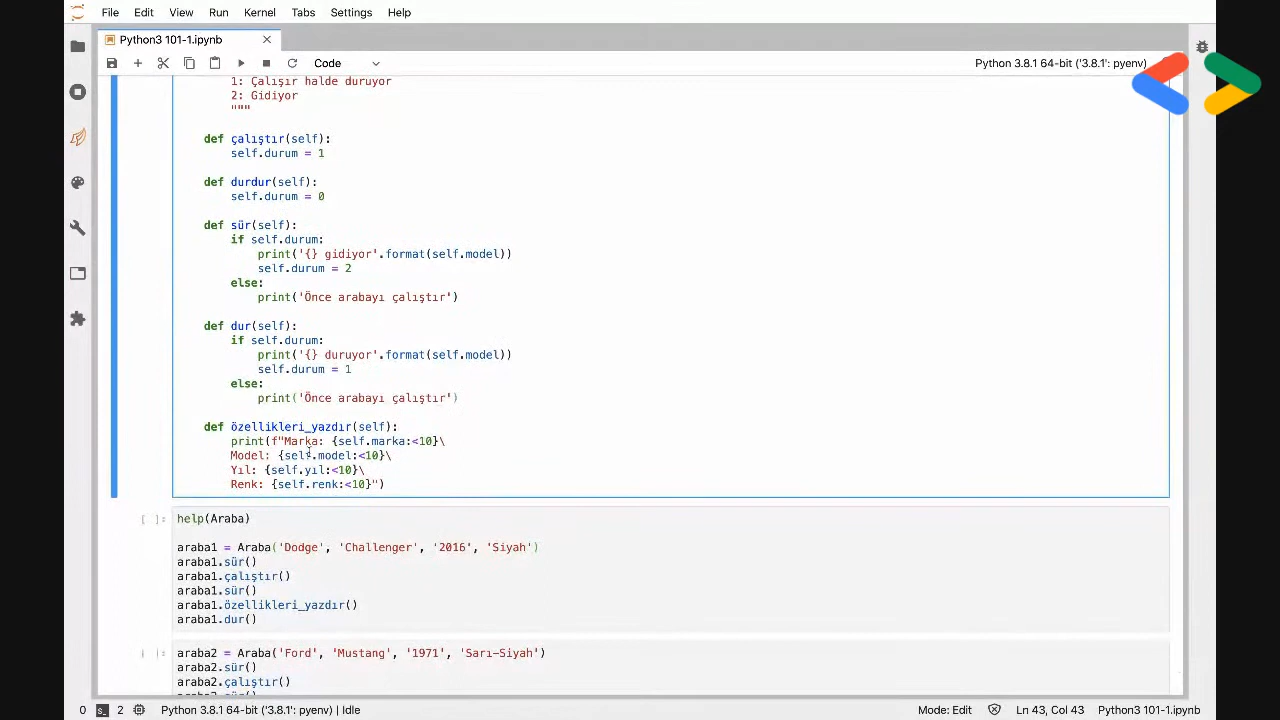 File Edit View Run Kernel Tabs Settings Help
Python3 101-1.ipynb
Code
Python 3.8.1 64-bit ('3.8.1': pyenv)
1: Çalışır halde duruyor
2: Gidiyor
"""
def çalıştır(self):
self.durum = 1
def durdur(self):
self.durum = 0
def sür(self):
if self.durum:
print('{} gidiyor'.format(self.model))
self.durum = 2
else:
print('Önce arabayı çalıştır')
def dur(self):
if self.durum:
print('{} duruyor'.format(self.model))
self.durum = 1
else:
print('Önce arabayı çalıştır')
def özellikleri_yazdır(self):
print(f"Marka: {self.marka:<10}\
Model: {self.model:<10}\
Yıl: {self.yıl:<10}\
Renk: {self.renk:<10}")
[ ]: help(Araba)
araba1 = Araba('Dodge', 'Challenger', '2016', 'Siyah')
araba1.sür()
araba1.çalıştır()
araba1.sür()
araba1.özellikleri_yazdır()
araba1.dur()
[ ]: araba2 = Araba('Ford', 'Mustang', '1971', 'Sarı-Siyah')
araba2.sür()
araba2.çalıştır()
0 2 Python 3.8.1 64-bit ('3.8.1': pyenv) | Idle
Mode: Edit Ln 43, Col 43 Python3 101-1.ipynb